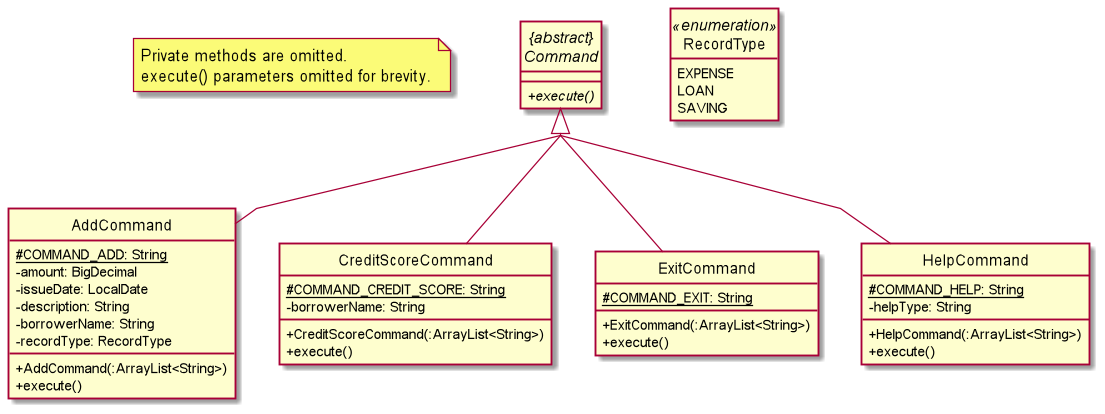 Private methods are omitted.
execute() parameters omitted for brevity.
{abstract}
Command
+execute()
«enumeration»
RecordType
EXPENSE
LOAN
SAVING
AddCommand
#COMMAND_ADD: String
-amount: BigDecimal
-issueDate: LocalDate
-description: String
-borrowerName: String
-recordType: RecordType
+AddCommand(:ArrayList<String>)
+execute()
CreditScoreCommand
#COMMAND_CREDIT_SCORE: String
-borrowerName: String
+CreditScoreCommand(:ArrayList<String>)
+execute()
ExitCommand
#COMMAND_EXIT: String
+ExitCommand(:ArrayList<String>)
+execute()
HelpCommand
#COMMAND_HELP: String
-helpType: String
+HelpCommand(:ArrayList<String>)
+execute()